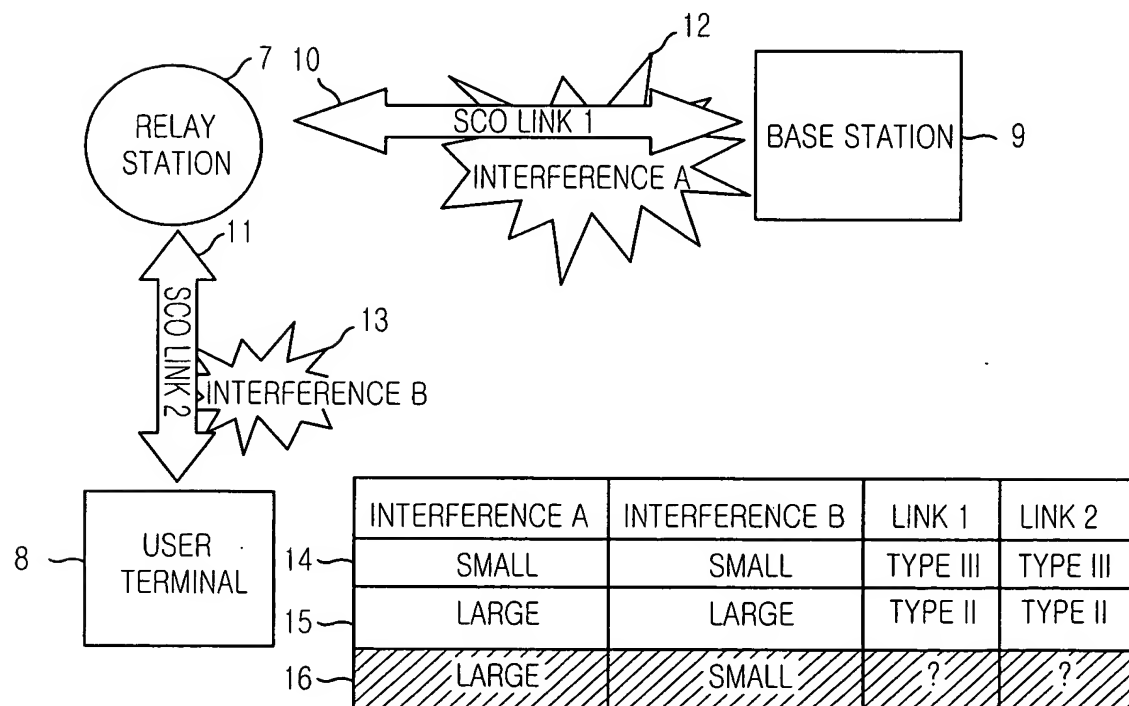 12
7
10
RELAY
STATION
SCO LINK 1
INTERFERENCE A
BASE STATION
9
11
SCO LINK 2
13
INTERFERENCE B
8
USER
TERMINAL
INTERFERENCE A INTERFERENCE B LINK 1 LINK 2
14 SMALL SMALL TYPE III TYPE III
15 LARGE LARGE TYPE II TYPE II
16 LARGE SMALL ? ?